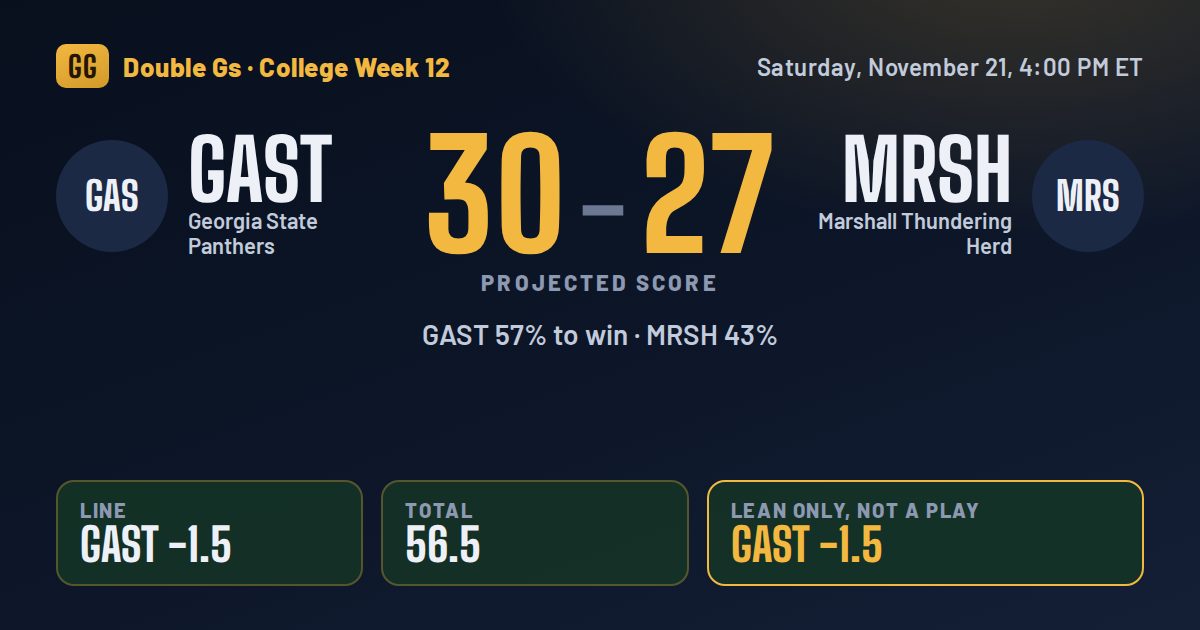 GG
Double Gs · College Week 12
Saturday, November 21, 4:00 PM ET
GAS
GAST
Georgia State
Panthers
30 – 27
PROJECTED SCORE
GAST 57% to win · MRSH 43%
MRSH
Marshall Thundering
Herd
MRS
LINE
GAST –1.5
TOTAL
56.5
LEAN ONLY, NOT A PLAY
GAST –1.5